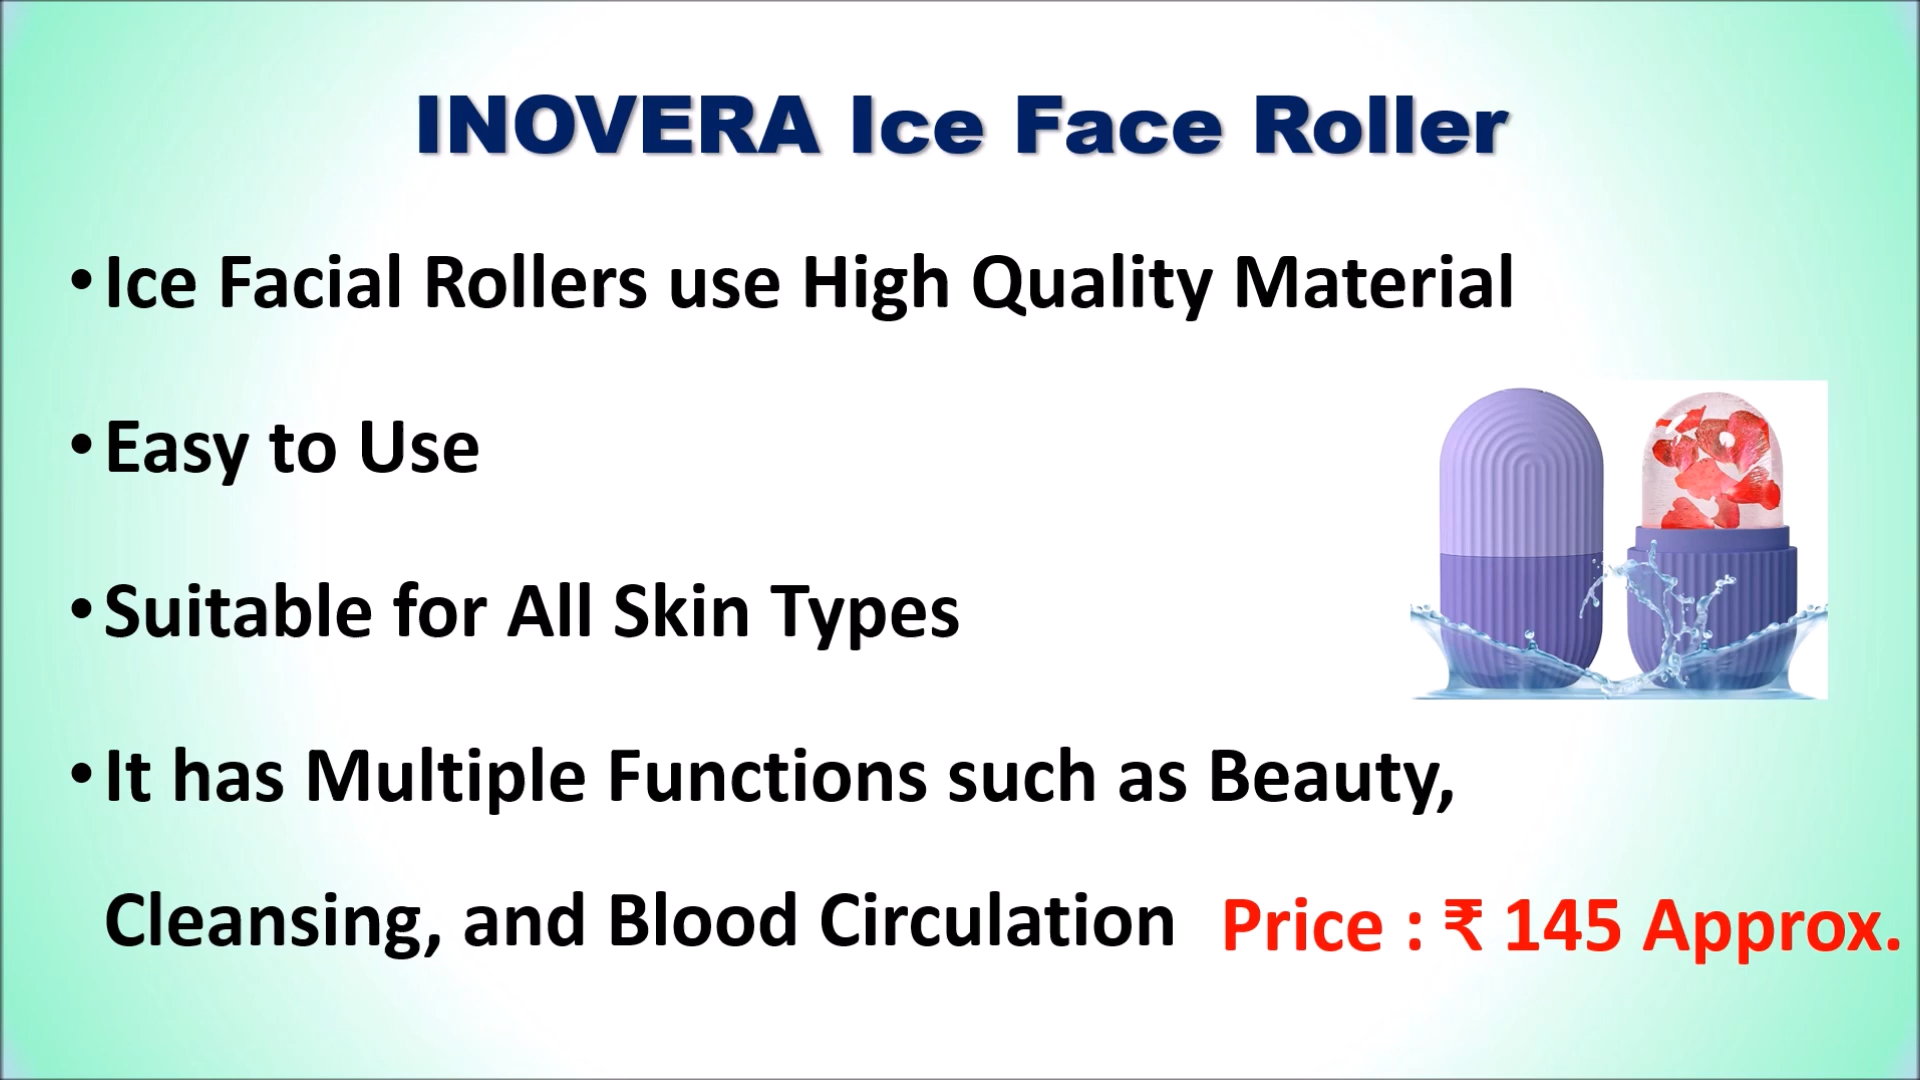 INOVERA Ice Face Roller
• Ice Facial Rollers use High Quality Material
• Easy to Use
• Suitable for All Skin Types
• It has Multiple Functions such as Beauty,
Cleansing, and Blood Circulation
Price : ₹ 145 Approx.